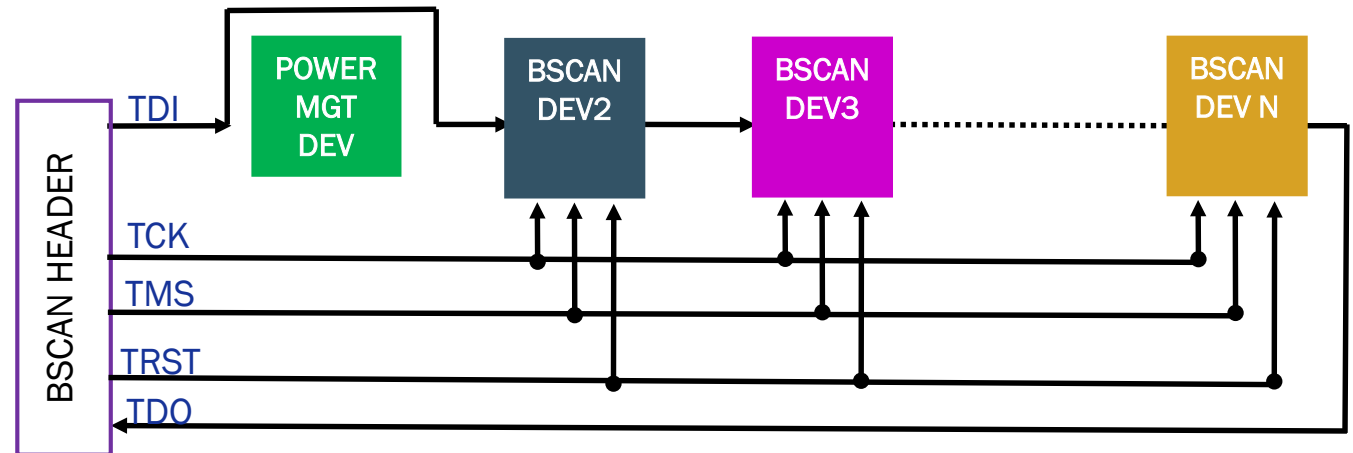 POWER
MGT
DEV
BSCAN
DEV2
BSCAN
DEV3
BSCAN
DEV N
BSCAN HEADER
TDI
TCK
TMS
TRST
TDO